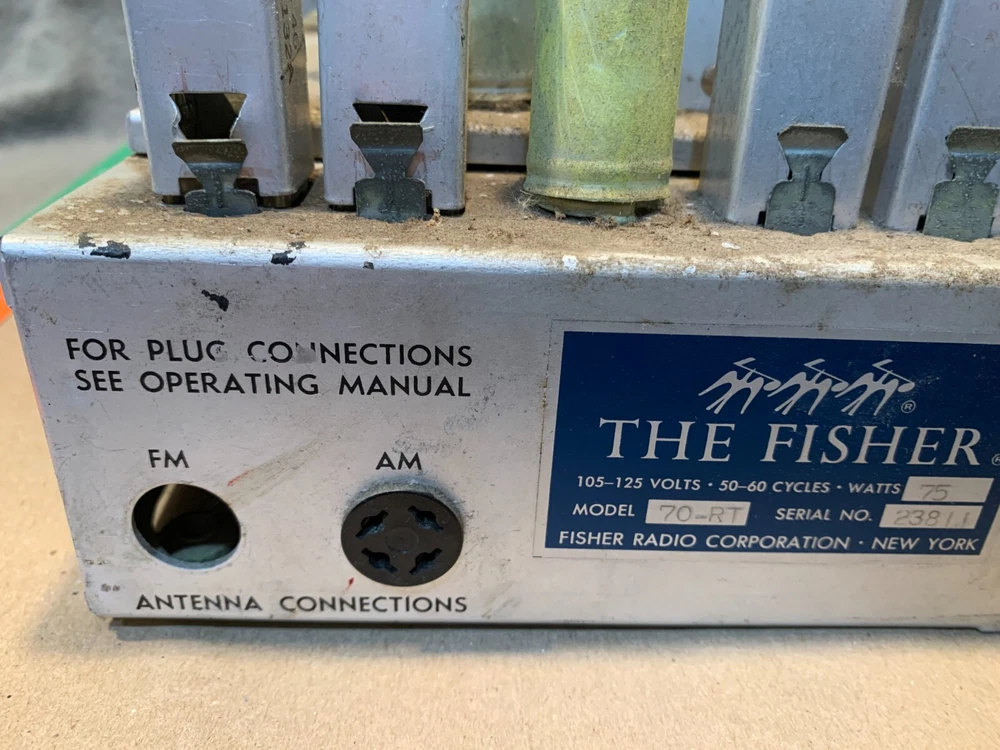 FOR PLUG CONNECTIONS
SEE OPERATING MANUAL
FM
AM
ANTENNA CONNECTIONS
®
THE FISHER
105–125 VOLTS · 50–60 CYCLES · WATTS 75
MODEL 70-RT SERIAL NO.
FISHER RADIO CORPORATION · NEW YORK